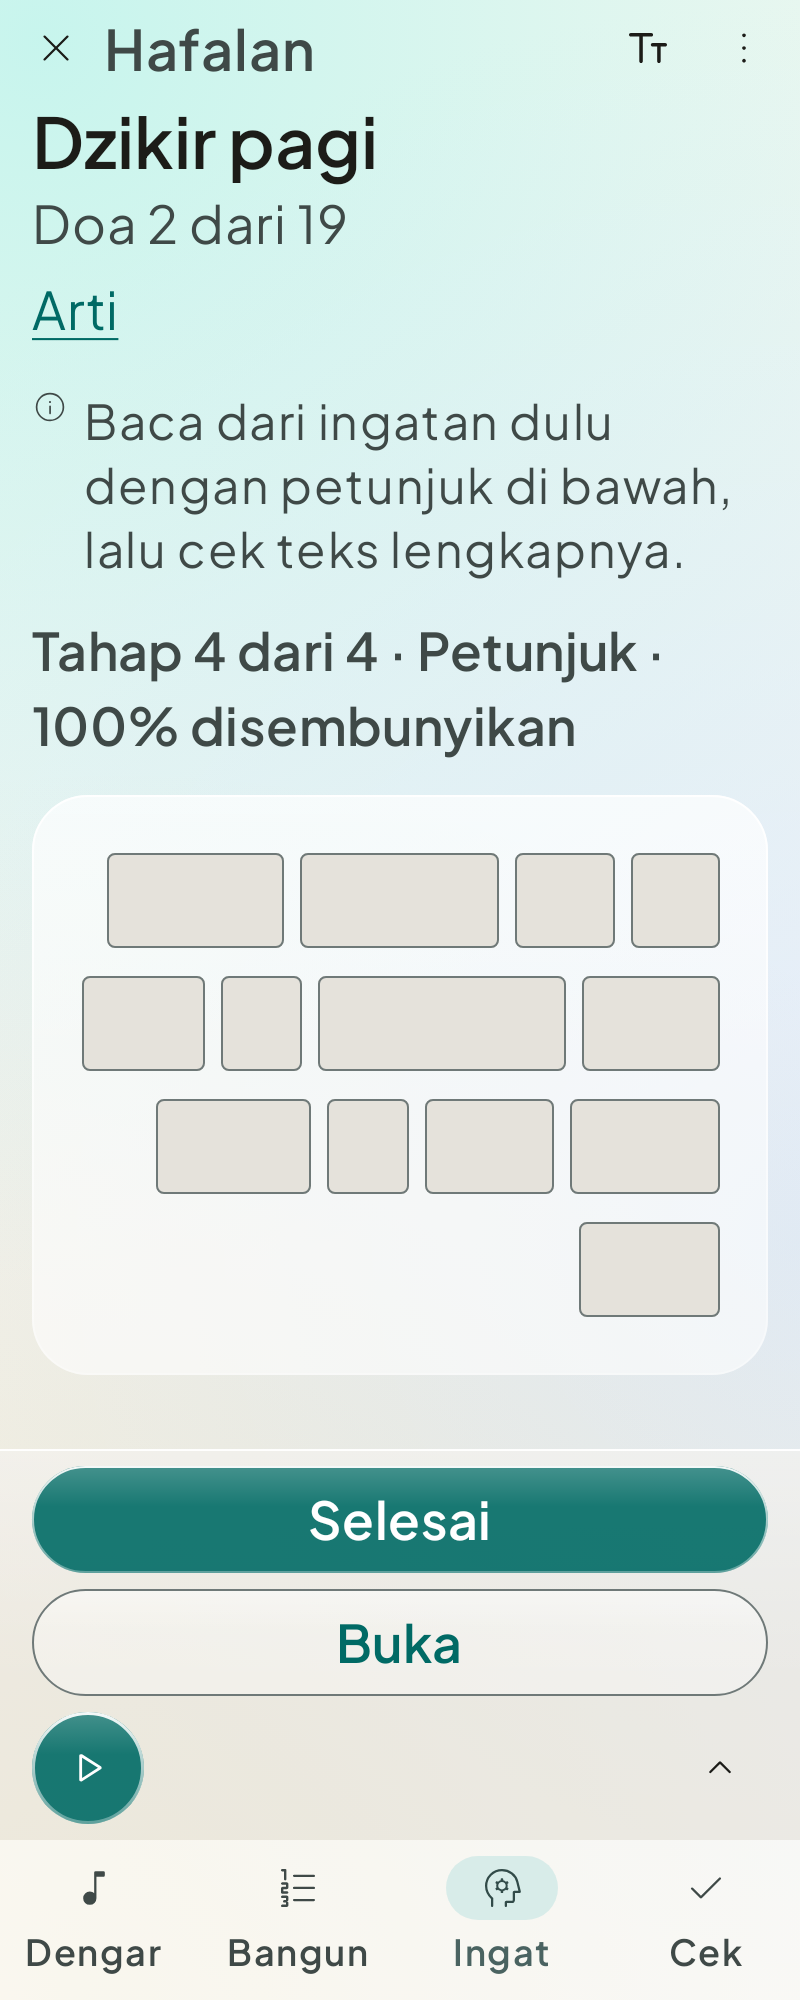 Hafalan
Dzikir pagi
Doa 2 dari 19
Arti
Baca dari ingatan dulu
dengan petunjuk di bawah,
lalu cek teks lengkapnya.
Tahap 4 dari 4 · Petunjuk ·
100% disembunyikan
Selesai
Buka
Dengar
Bangun
Ingat
Cek